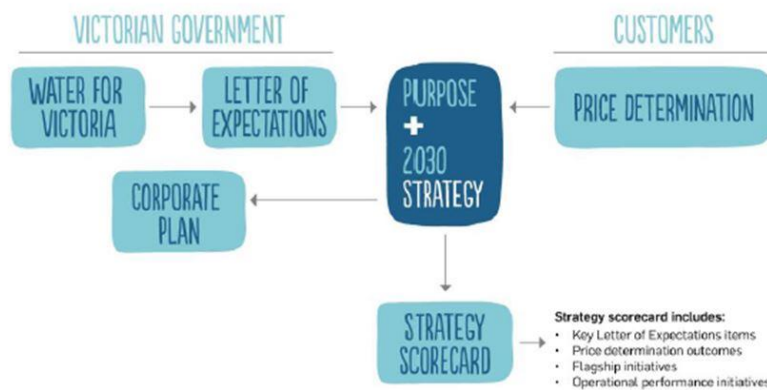 VICTORIAN GOVERNMENT
CUSTOMERS
WATER FOR
VICTORIA
LETTER OF
EXPECTATIONS
PURPOSE
+
2030
STRATEGY
PRICE DETERMINATION
CORPORATE
PLAN
STRATEGY
SCORECARD
Strategy scorecard includes:
• Key Letter of Expectations items
• Price determination outcomes
• Flagship initiatives
• Operational performance initiatives